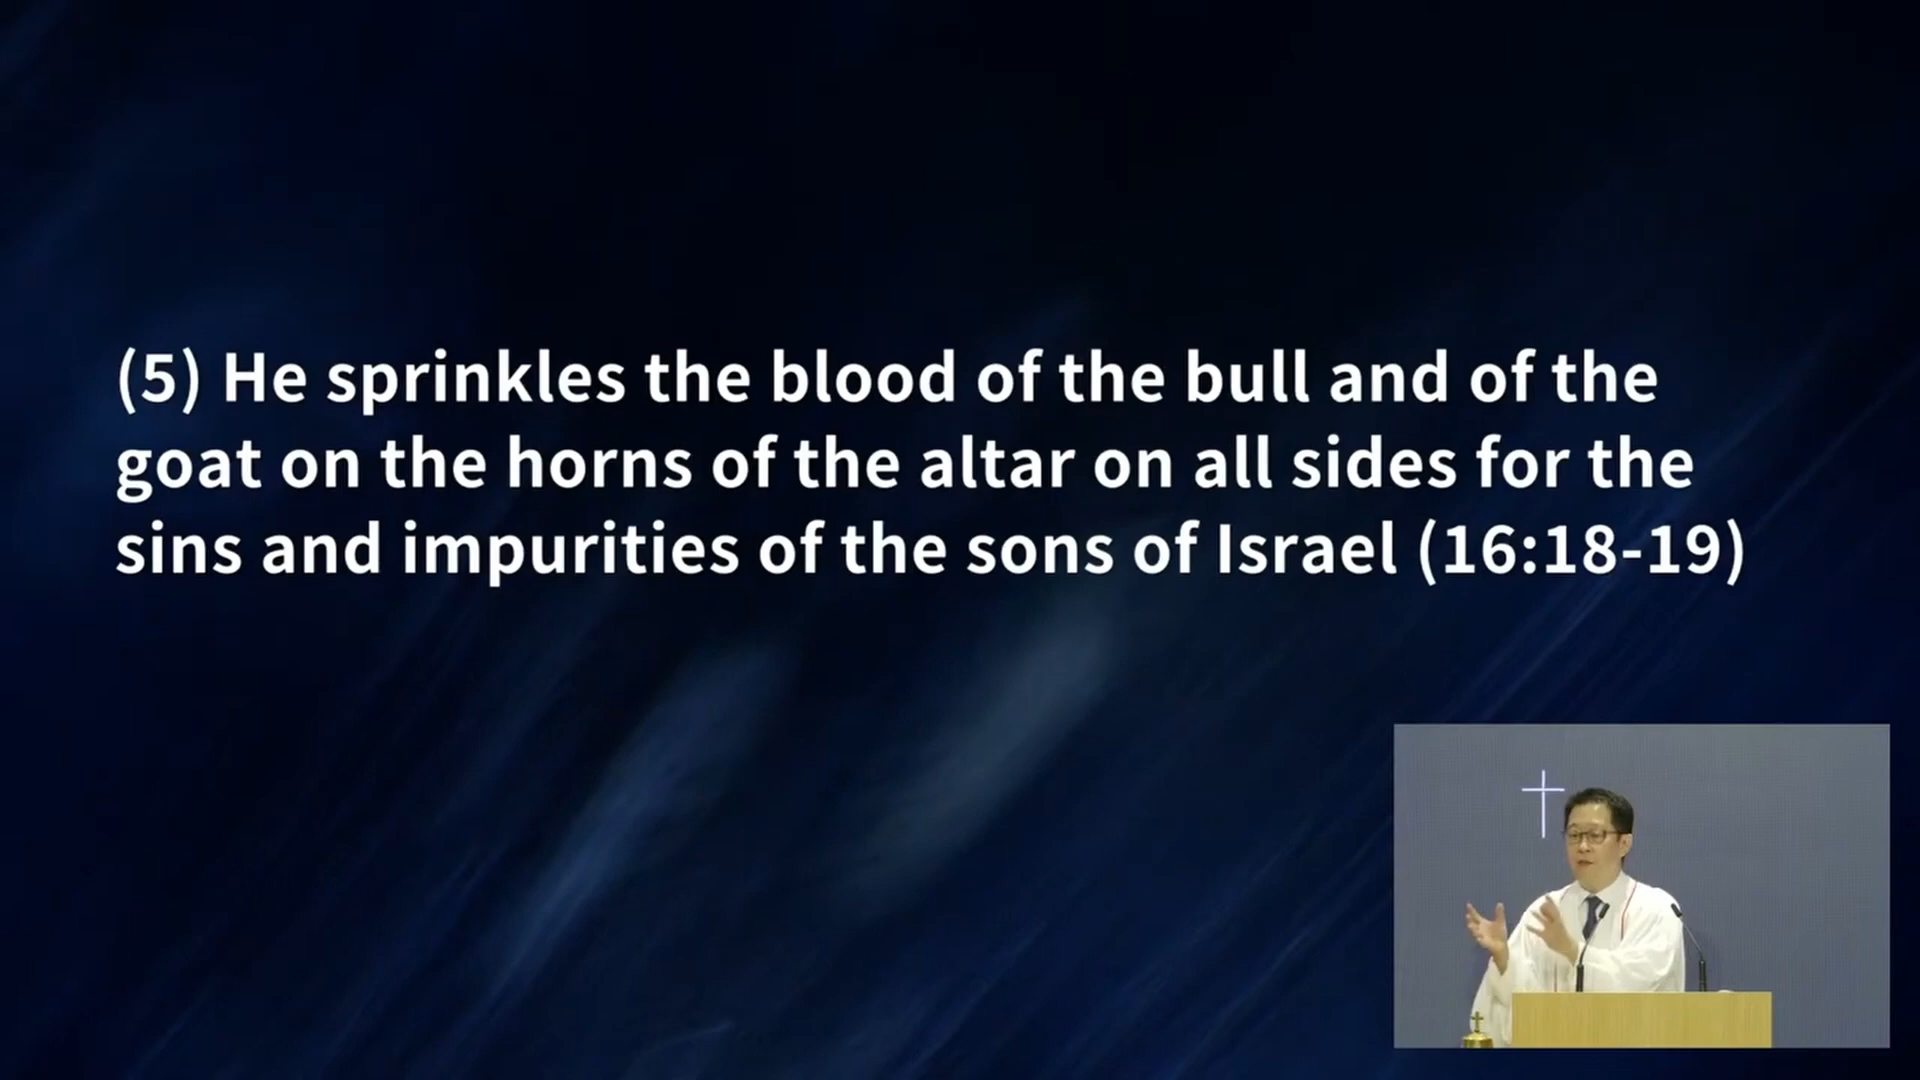 (5) He sprinkles the blood of the bull and of the
goat on the horns of the altar on all sides for the
sins and impurities of the sons of Israel (16:18-19)